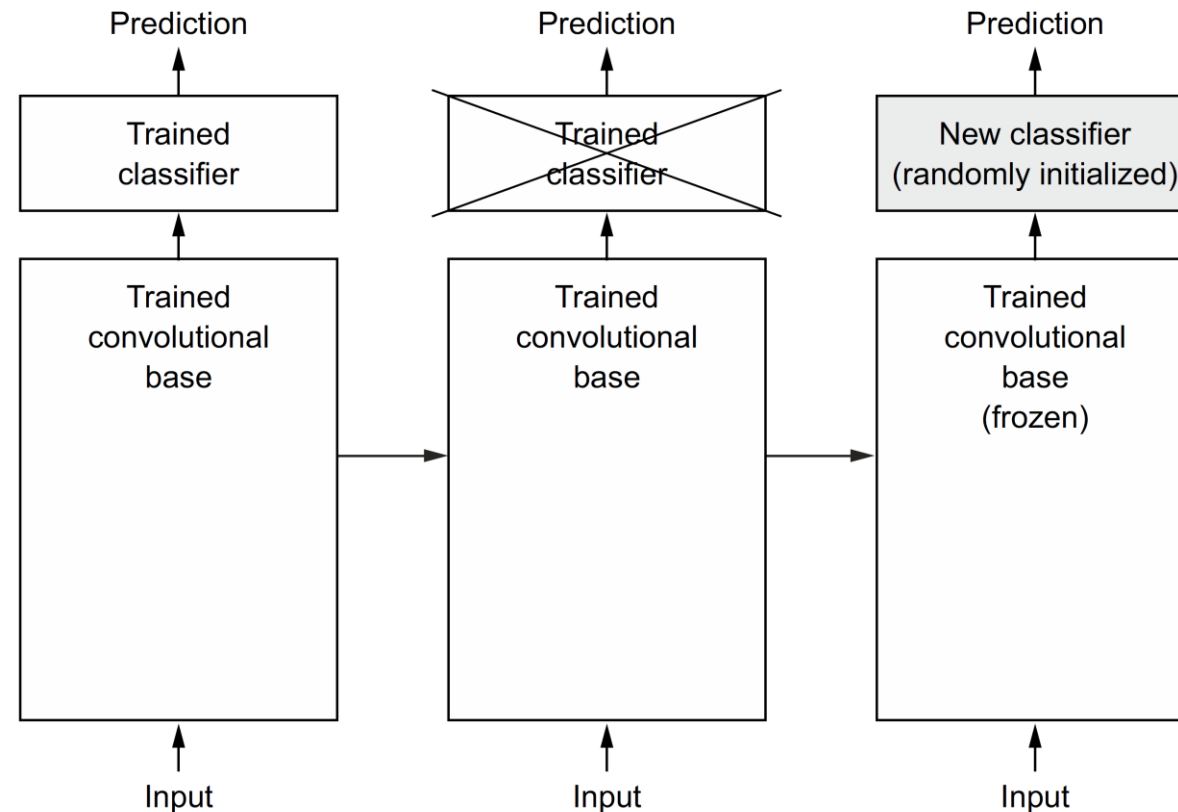 Prediction
Trained
classifier
Trained
convolutional
base
Input
Prediction
Trained
classifier
Trained
convolutional
base
Input
Prediction
New classifier
(randomly initialized)
Trained
convolutional
base
(frozen)
Input